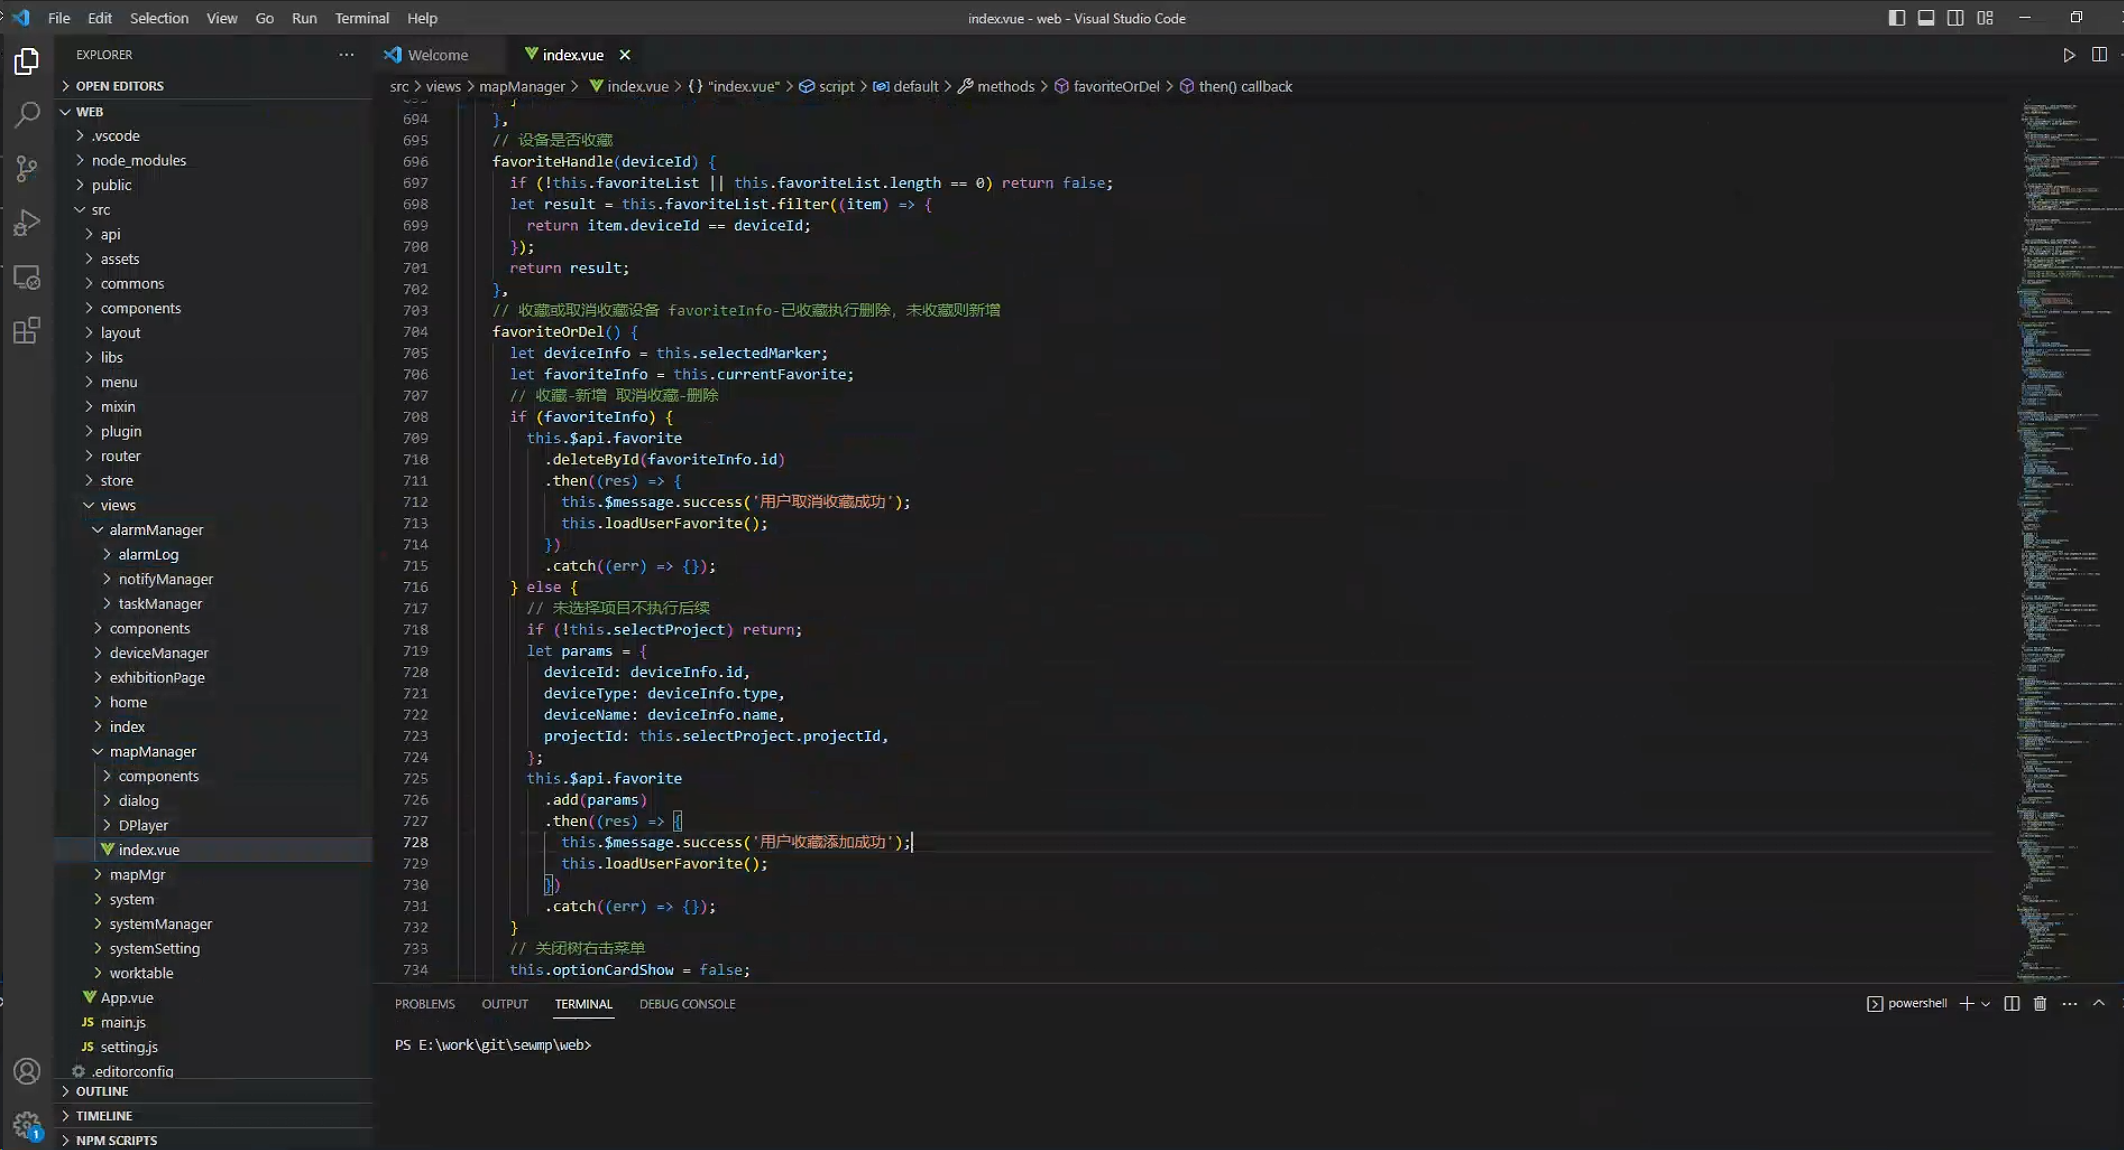 File Edit Selection View Go Run Terminal Help
index.vue - web - Visual Studio Code
EXPLORER
OPEN EDITORS
WEB
.vscode
node_modules
public
src
api
assets
commons
components
layout
libs
menu
mixin
plugin
router
store
views
alarmManager
alarmLog
notifyManager
taskManager
components
deviceManager
exhibitionPage
home
index
mapManager
components
dialog
DPlayer
index.vue
mapMgr
system
systemManager
systemSetting
worktable
App.vue
JS main.js
JS setting.js
.editorconfig
OUTLINE
TIMELINE
NPM SCRIPTS
1
Welcome index.vue
src > views > mapManager > index.vue > {} "index.vue" > script > default > methods > favoriteOrDel > then() callback
694 },
695 // 设备是否收藏
696 favoriteHandle(deviceId) {
697 if (!this.favoriteList || this.favoriteList.length == 0) return false;
698 let result = this.favoriteList.filter((item) => {
699 return item.deviceId == deviceId;
700 });
701 return result;
702 },
703 // 收藏或取消收藏设备 favoriteInfo-已收藏执行删除, 未收藏则新增
704 favoriteOrDel() {
705 let deviceInfo = this.selectedMarker;
706 let favoriteInfo = this.currentFavorite;
707 // 收藏-新增 取消收藏-删除
708 if (favoriteInfo) {
709 this.$api.favorite
710 .deleteById(favoriteInfo.id)
711 .then((res) => {
712 this.$message.success('用户取消收藏成功');
713 this.loadUserFavorite();
714 })
715 .catch((err) => {});
716 } else {
717 // 未选择项目不执行后续
718 if (!this.selectProject) return;
719 let params = {
720 deviceId: deviceInfo.id,
721 deviceType: deviceInfo.type,
722 deviceName: deviceInfo.name,
723 projectId: this.selectProject.projectId,
724 };
725 this.$api.favorite
726 .add(params)
727 .then((res) => {
728 this.$message.success('用户收藏添加成功');
729 this.loadUserFavorite();
730 })
731 .catch((err) => {});
732 }
733 // 关闭树右击菜单
734 this.optionCardShow = false;
PROBLEMS OUTPUT TERMINAL DEBUG CONSOLE
powershell
PS E:\work\git\sewmp\web>